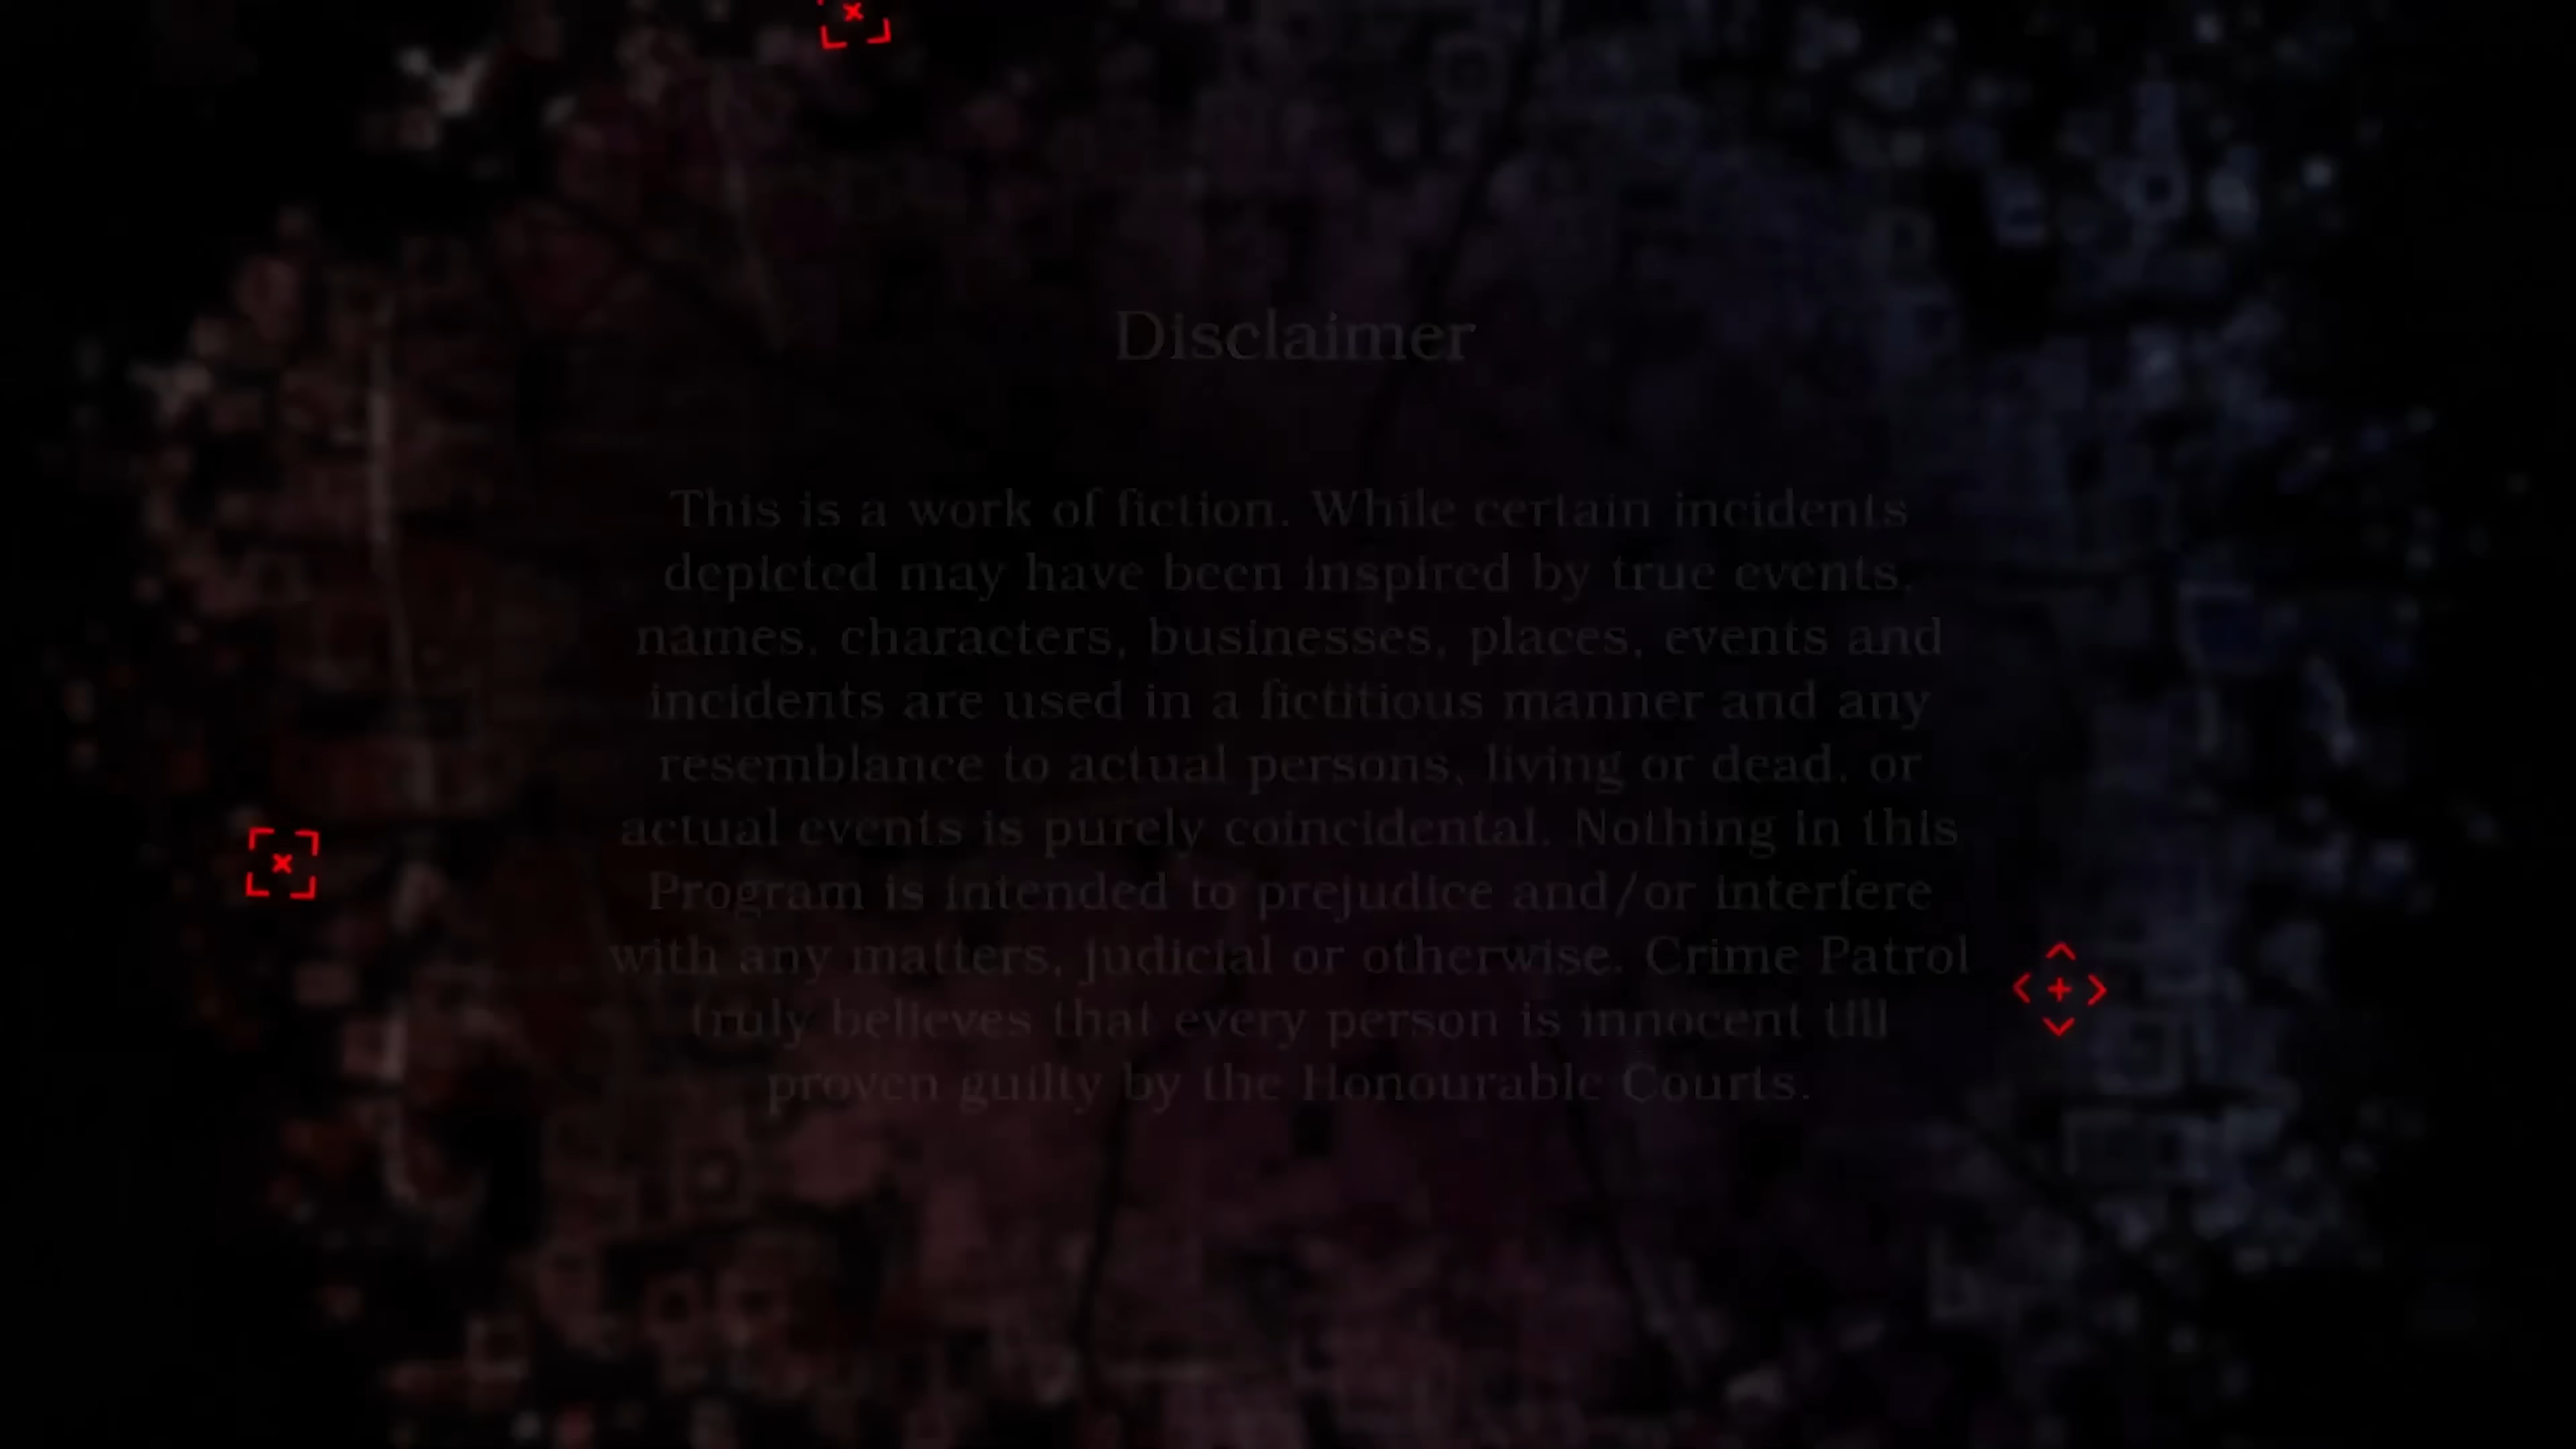 Disclaimer
This is a work of fiction. While certain incidents
depicted may have been inspired by true events,
names, characters, businesses, places, events and
incidents are used in a fictitious manner and any
resemblance to actual persons, living or dead, or
actual events is purely coincidental. Nothing in this
Program is intended to prejudice and/or interfere
with any matters, judicial or otherwise. Crime Patrol
truly believes that every person is innocent till
proven guilty by the Honourable Courts.